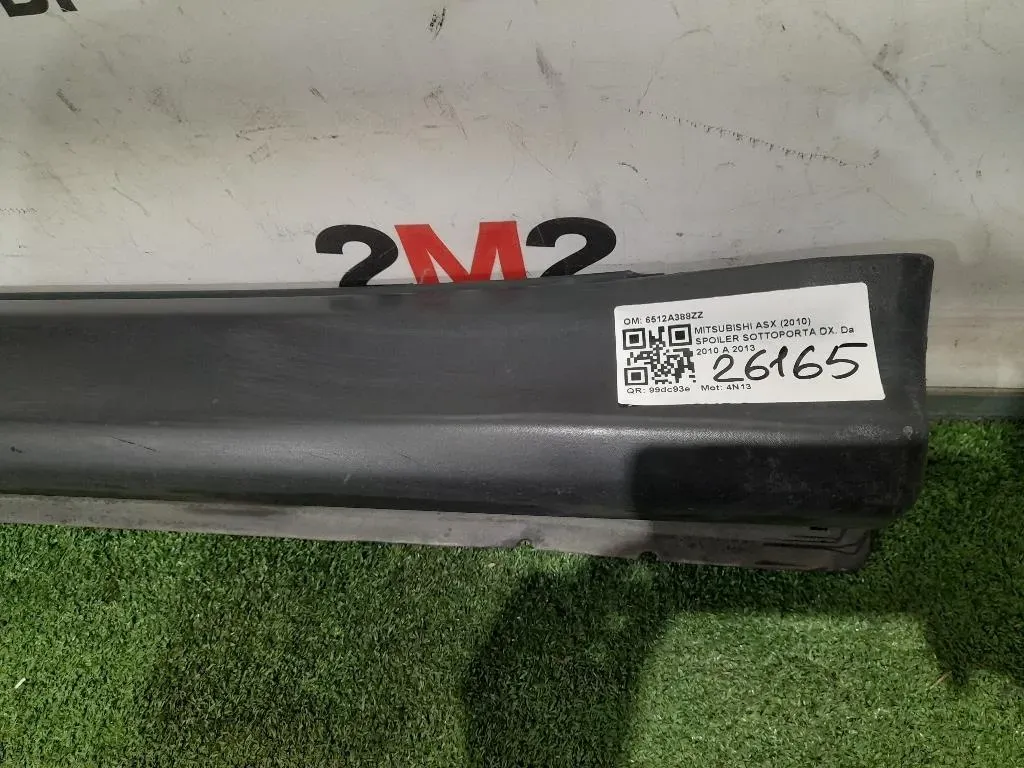 2M2
OM: 6512A388ZZ
MITSUBISHI ASX (2010)
SPOILER SOTTOPORTA DX. Da
2010 A 2013
26165
QR: 99dc93e Mot: 4N13